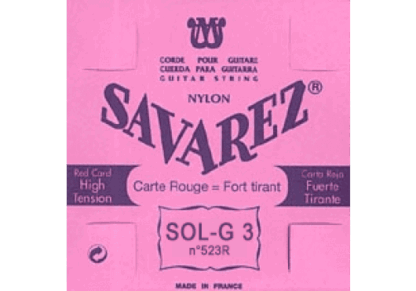 CORDE POUR GUITARE
CUERDA PARA GUITARRA
GUITAR STRING
NYLON
SAVAREZ®
Red Card
High
Tension
Carte Rouge = Fort tirant
Carta Roja
Fuerte
Tirante
SOL-G 3
n°523R
MADE IN FRANCE